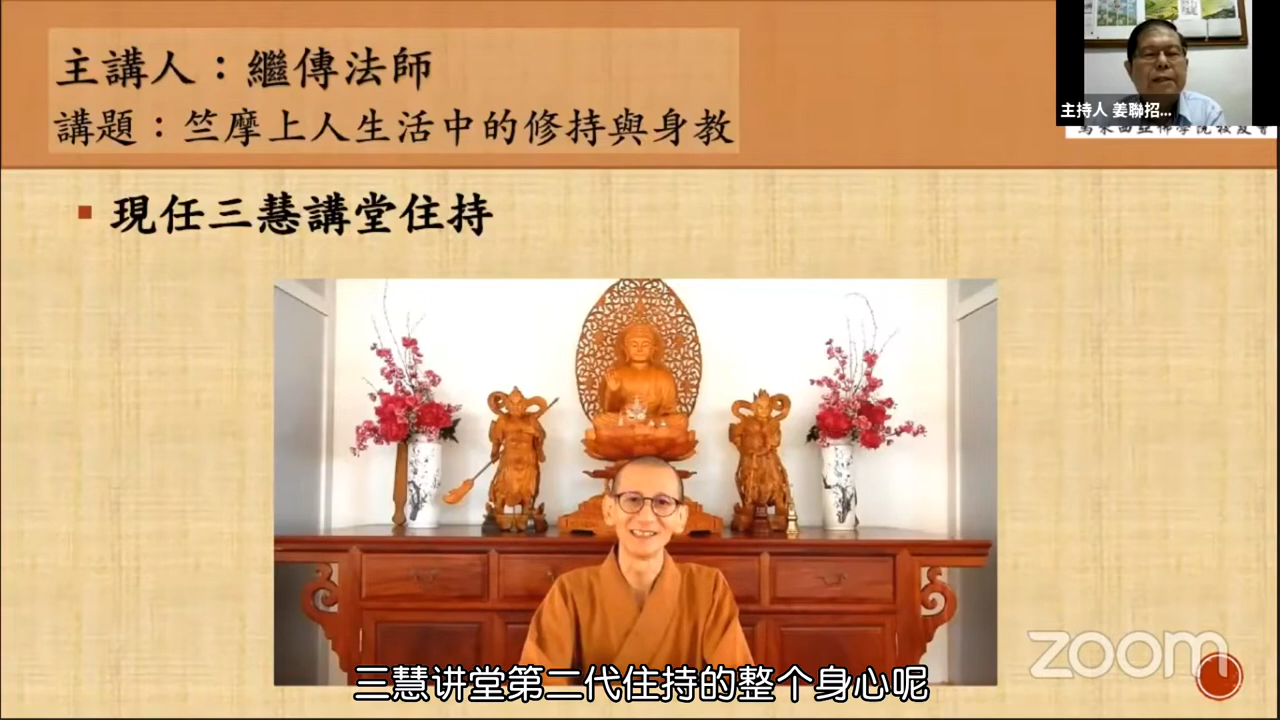 主講人：繼傳法師
講題：竺摩上人生活中的修持與身教
主持人 姜聯招...
現任三慧講堂住持
zoom
三慧讲堂第二代住持的整个身心呢